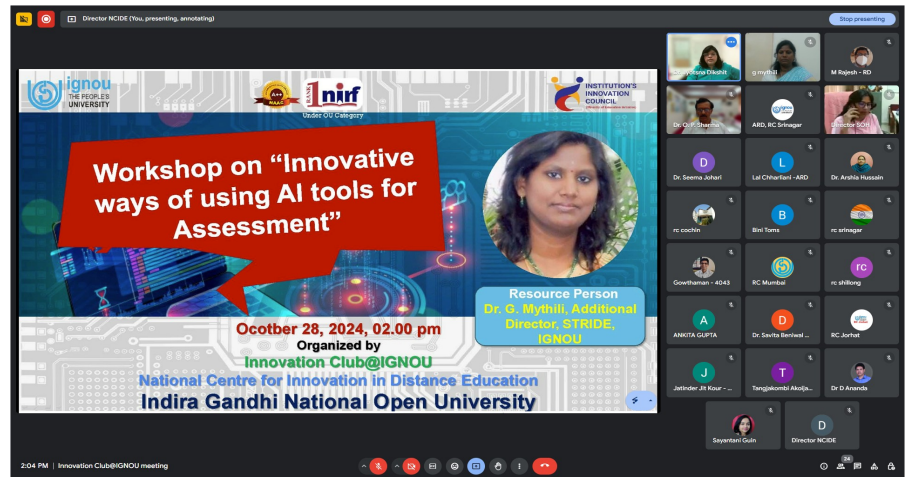 Director NCIDE (You, presenting, annotating)
Stop presenting
ignou
THE PEOPLE'S
UNIVERSITY
A++
NAAC
RANK 1 nirf
Under OU Category
INSTITUTION'S
INNOVATION
COUNCIL
Workshop on “Innovative
ways of using AI tools for
Assessment”
Resource Person
Dr. G. Mythili, Additional
Director, STRIDE,
IGNOU
Ocotber 28, 2024, 02.00 pm
Organized by
Innovation Club@IGNOU
National Centre for Innovation in Distance Education
Indira Gandhi National Open University
Dikshit
g mythili
M Rajesh - RD
Dr. O. P. Sharma
ARD, RC Srinagar
Director SOH
D
Dr. Seema Johari
L
Lal Chharliani -ARD
Dr. Arshia Hussain
rc cochin
B
Bini Toms
rc srinagar
Gowthaman - 4043
RC Mumbai
rc
rc shillong
A
ANKITA GUPTA
D
Dr. Savita Beniwal ...
RC Jorhat
J
Jatinder Jit Kour - ...
T
Tangjakombi Akoija...
Dr D Ananda
Sayantani Guin
D
Director NCIDE
2:04 PM | Innovation Club@IGNOU meeting
24